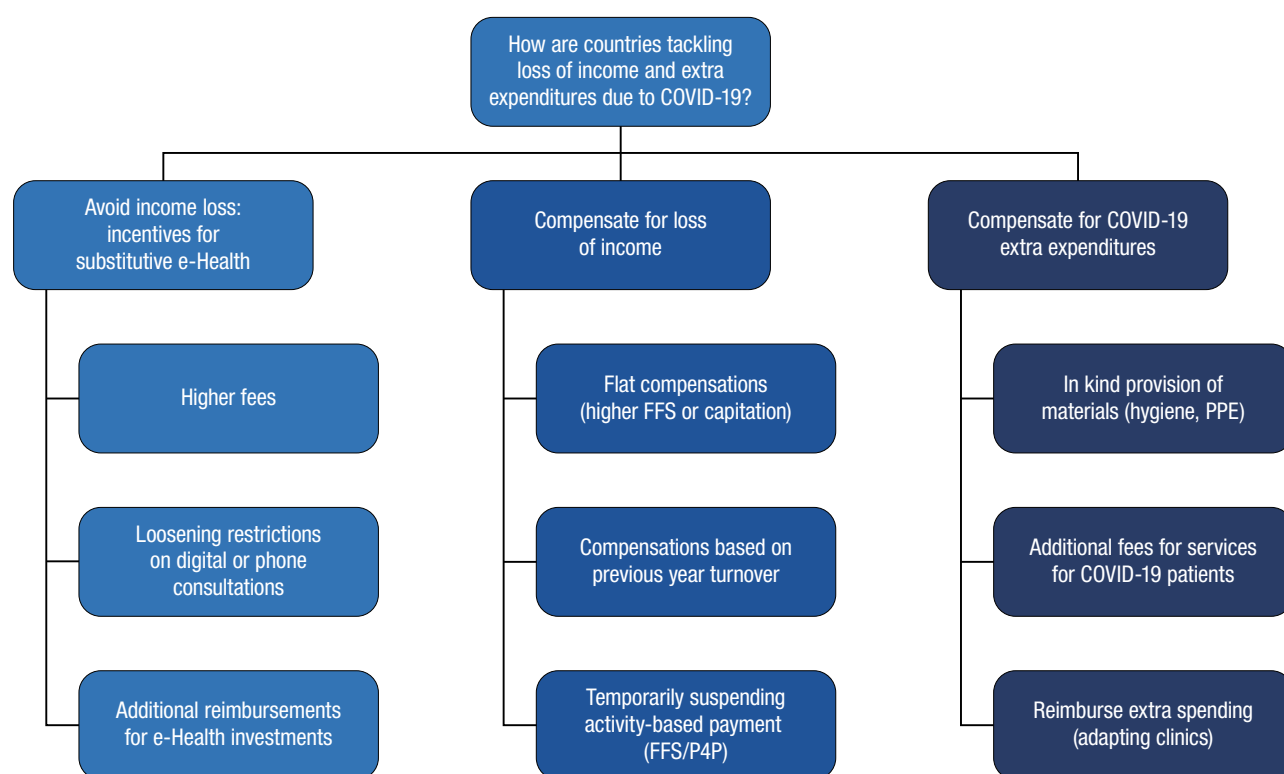 How are countries tackling
loss of income and extra
expenditures due to COVID-19?
Avoid income loss:
incentives for
substitutive e-Health
Compensate for loss
of income
Compensate for COVID-19
extra expenditures
Higher fees
Flat compensations
(higher FFS or capitation)
In kind provision of
materials (hygiene, PPE)
Loosening restrictions
on digital or phone
consultations
Compensations based on
previous year turnover
Additional fees for services
for COVID-19 patients
Additional reimbursements
for e-Health investments
Temporarily suspending
activity-based payment
(FFS/P4P)
Reimburse extra spending
(adapting clinics)